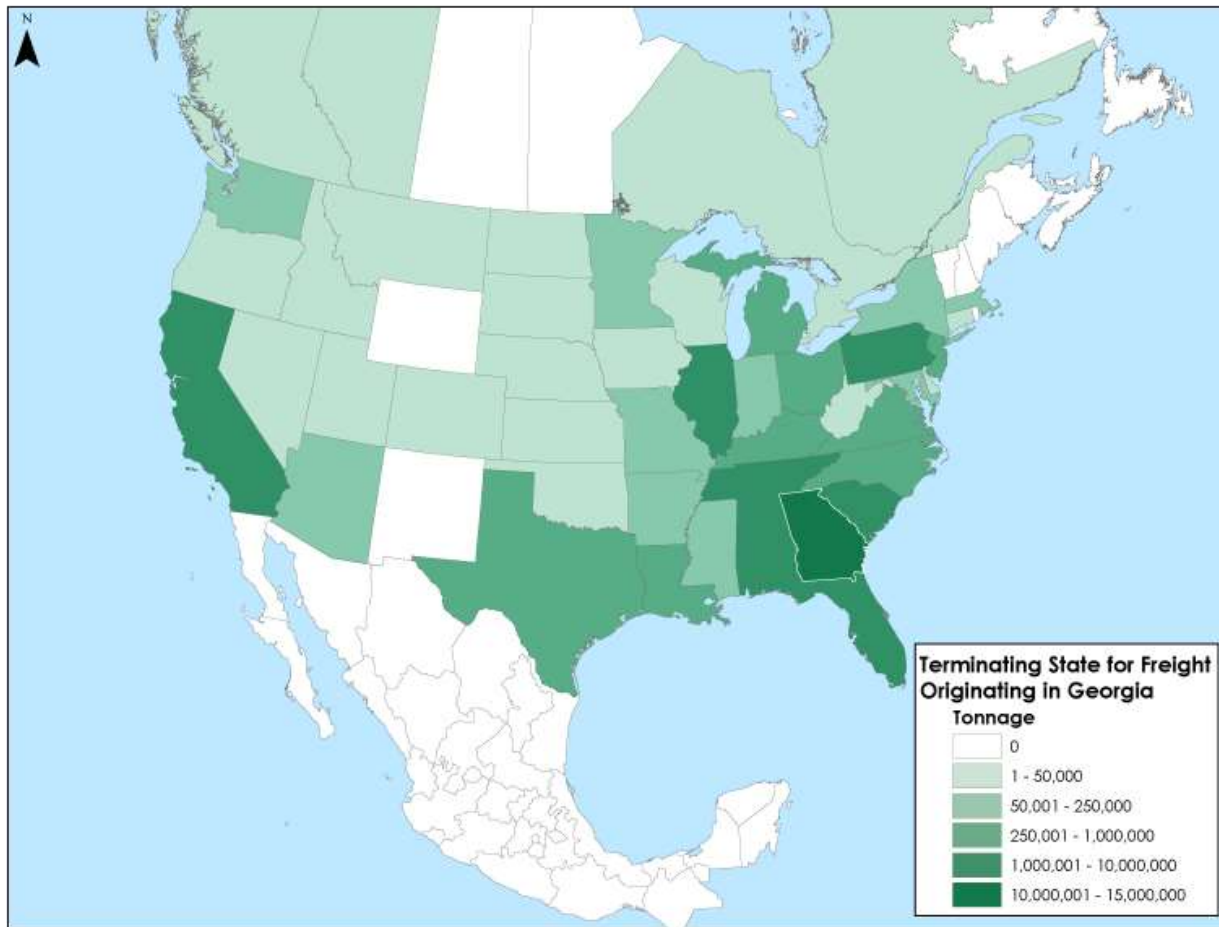 N
Terminating State for Freight
Originating in Georgia
Tonnage
0
1 - 50,000
50,001 - 250,000
250,001 - 1,000,000
1,000,001 - 10,000,000
10,000,001 - 15,000,000